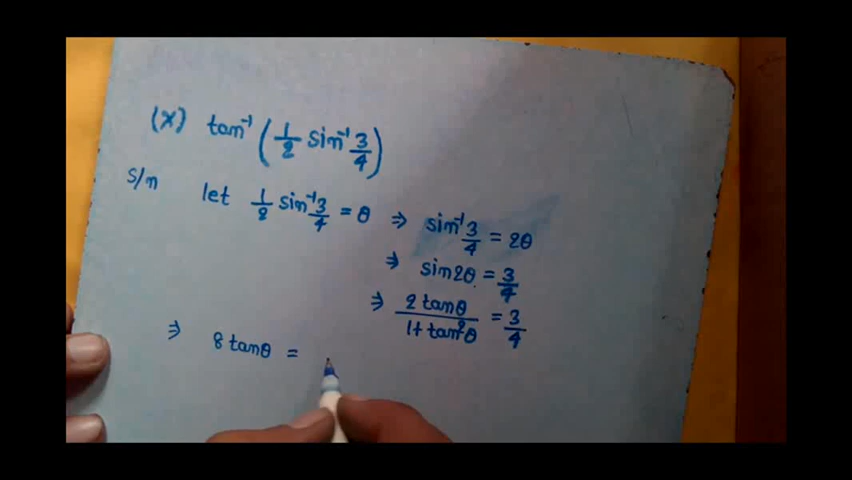 (x) tan⁻¹ (1/2 sin⁻¹ 3/4)
S/n let 1/2 sin⁻¹ 3/4 = θ ⇒ sin⁻¹ 3/4 = 2θ
⇒ sin2θ = 3/4
⇒ 2 tanθ / 1+ tan²θ = 3/4
⇒ 8 tanθ =